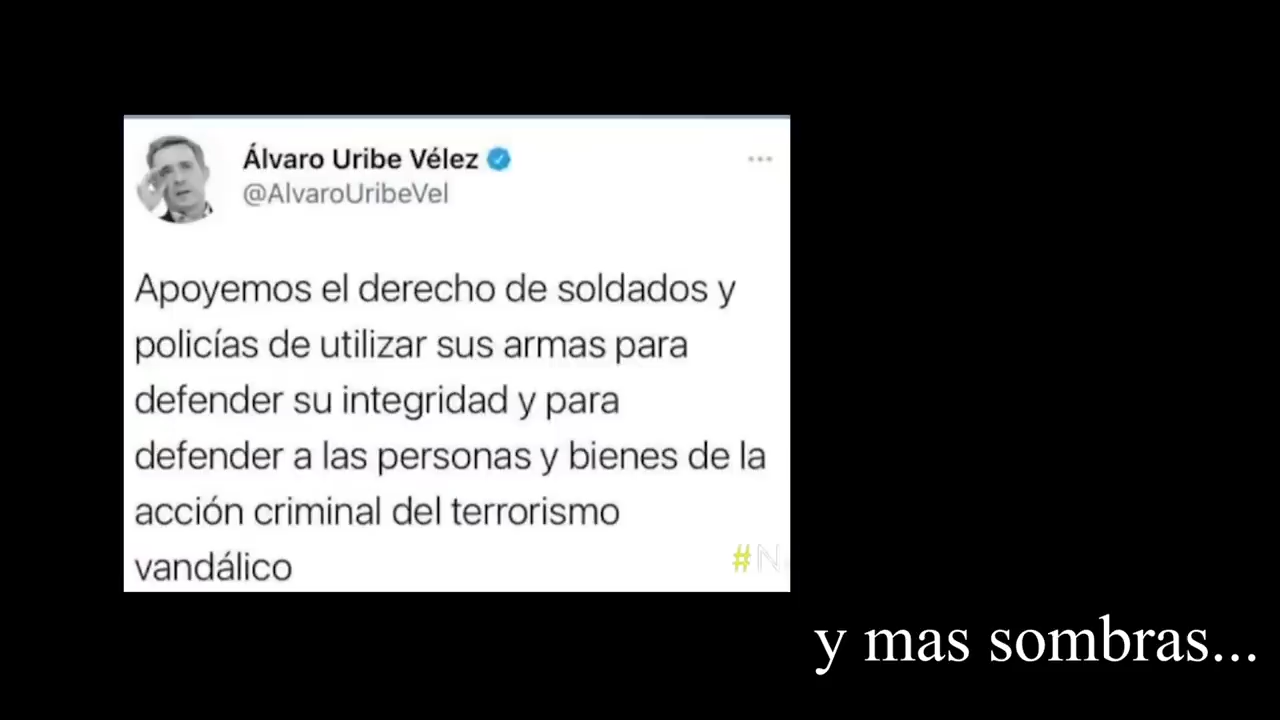 Álvaro Uribe Vélez
@AlvaroUribeVel
Apoyemos el derecho de soldados y
policías de utilizar sus armas para
defender su integridad y para
defender a las personas y bienes de la
acción criminal del terrorismo
vandálico
#N
y mas sombras...